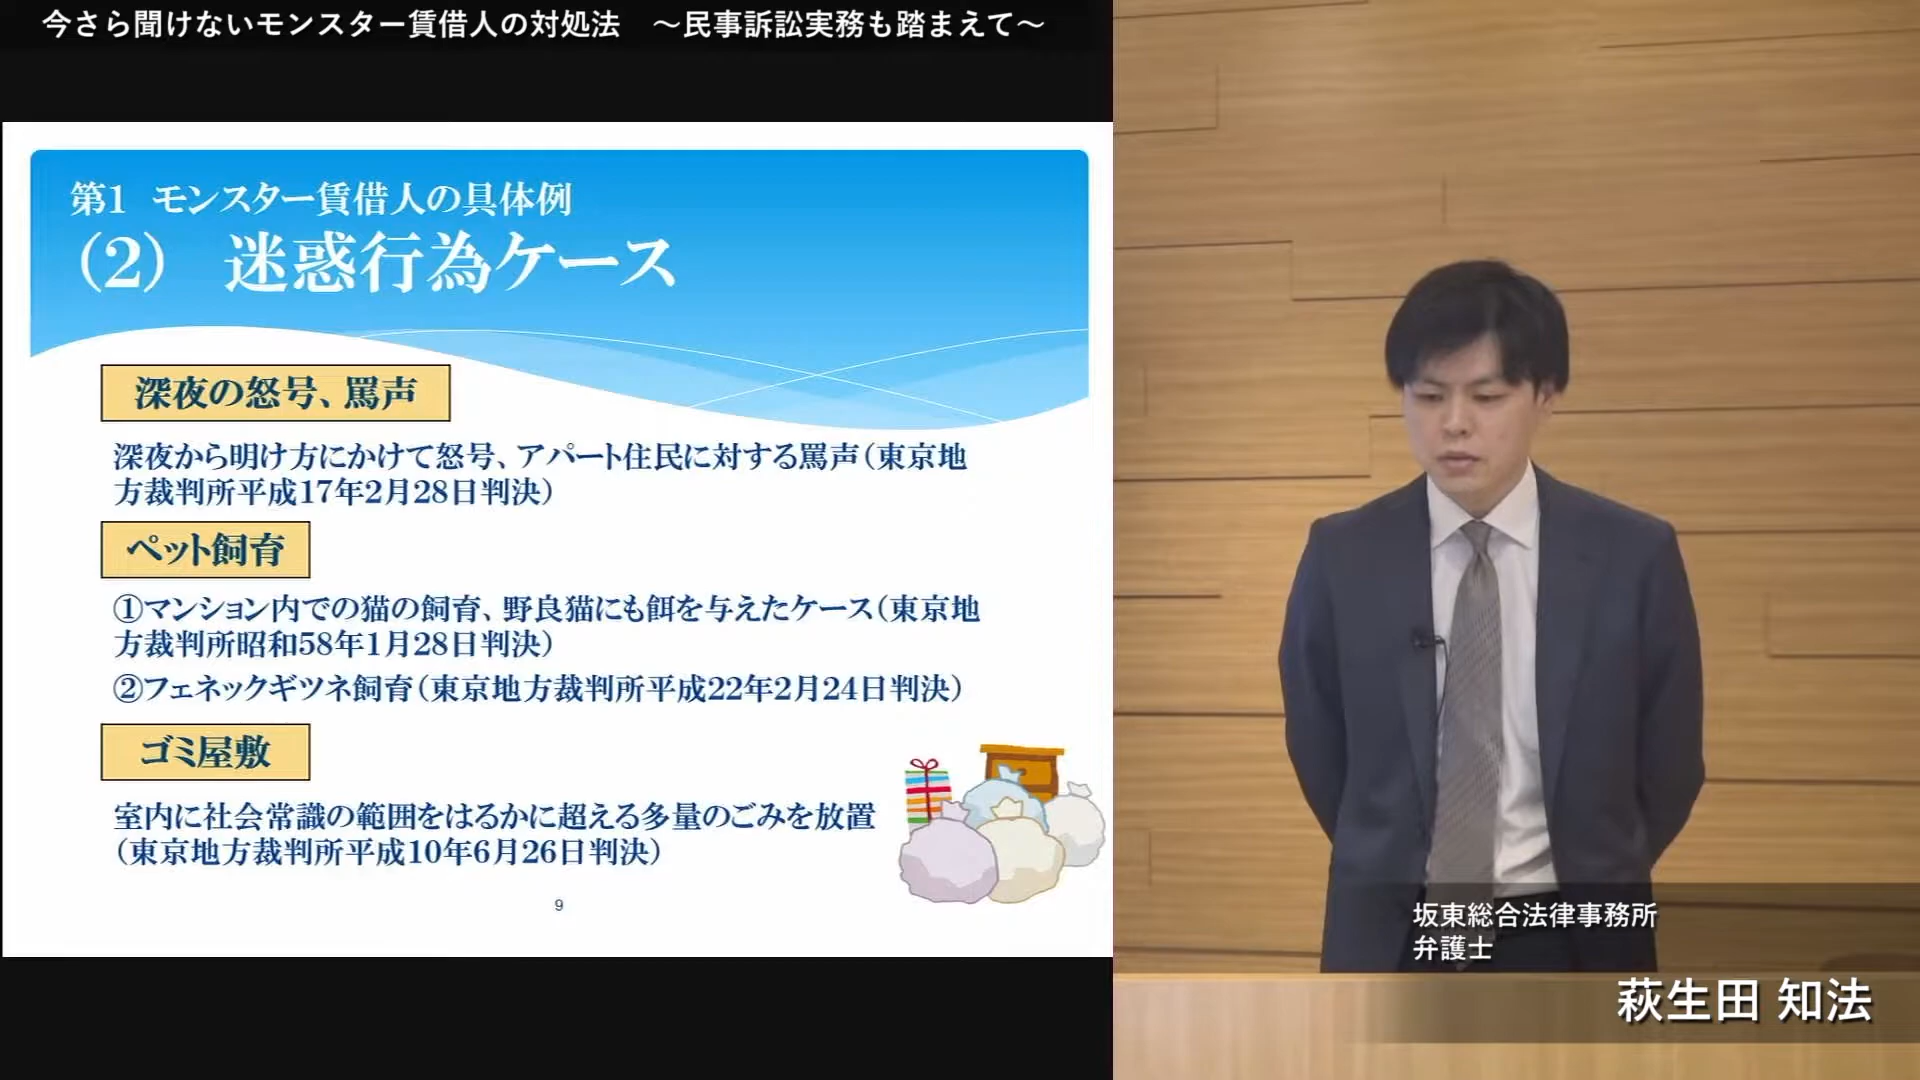 今さら聞けないモンスター賃借人の対処法　～民事訴訟実務も踏まえて～
第1　モンスター賃借人の具体例
（2）　迷惑行為ケース
深夜の怒号、罵声
深夜から明け方にかけて怒号、アパート住民に対する罵声（東京地
方裁判所平成17年2月28日判決）
ペット飼育
①マンション内での猫の飼育、野良猫にも餌を与えたケース（東京地
方裁判所昭和58年1月28日判決）
②フェネックギツネ飼育（東京地方裁判所平成22年2月24日判決）
ゴミ屋敷
室内に社会常識の範囲をはるかに超える多量のごみを放置
（東京地方裁判所平成10年6月26日判決）
9
坂東総合法律事務所
弁護士
萩生田 知法